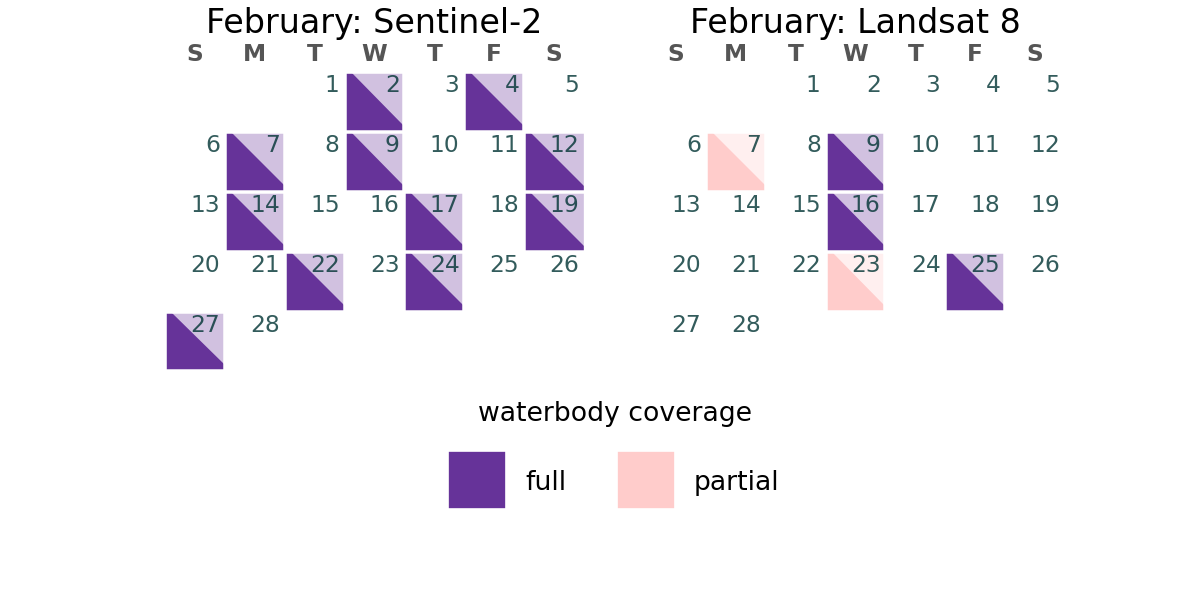 February: Sentinel-2
S M T W T F S
1 2 3 4 5
6 7 8 9 10 11 12
13 14 15 16 17 18 19
20 21 22 23 24 25 26
27 28
February: Landsat 8
S M T W T F S
1 2 3 4 5
6 7 8 9 10 11 12
13 14 15 16 17 18 19
20 21 22 23 24 25 26
27 28
waterbody coverage
full
partial